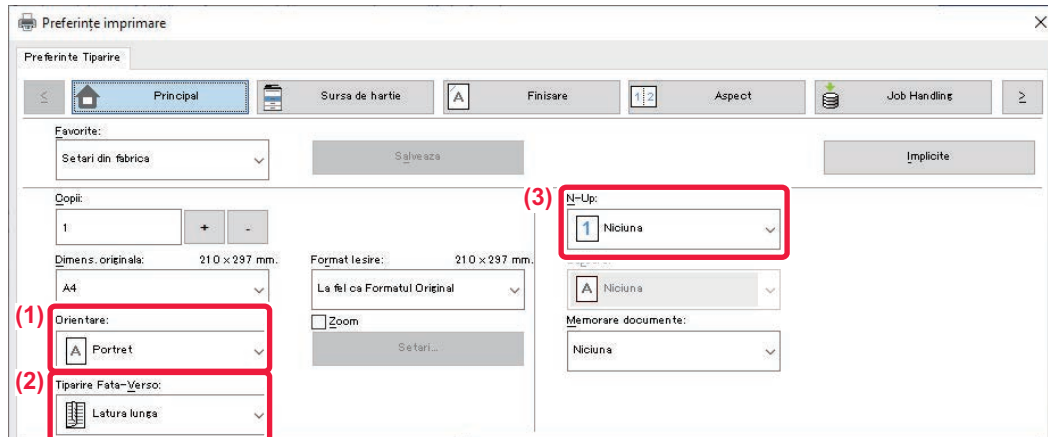 Preferințe imprimare
Preferinte Tiparire
≤ Principal Sursa de hartie A Finisare 1 2 Aspect Job Handling ≥
Favorite:
Setari din fabrica Salveaza Implicite
Copii: (3) N-Up:
1 + - 1 Niciuna
Dimens. originala: 210 x 297 mm. Format Iesire: 210 x 297 mm.
A4 La fel ca Formatul Original A Niciuna
(1) Orientare: Zoom Memorare documente:
A Portret Setari... Niciuna
(2) Tiparire Fata-Verso:
Latura lunga